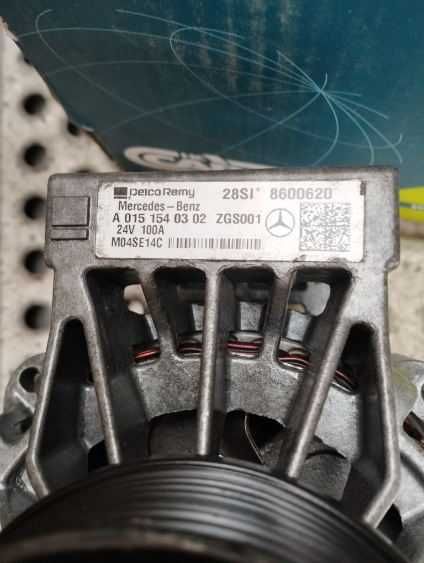 Delco Remy 28SI 8600620
Mercedes-Benz
A 015 154 03 02 ZGS001
24V 100A
M04SE14C